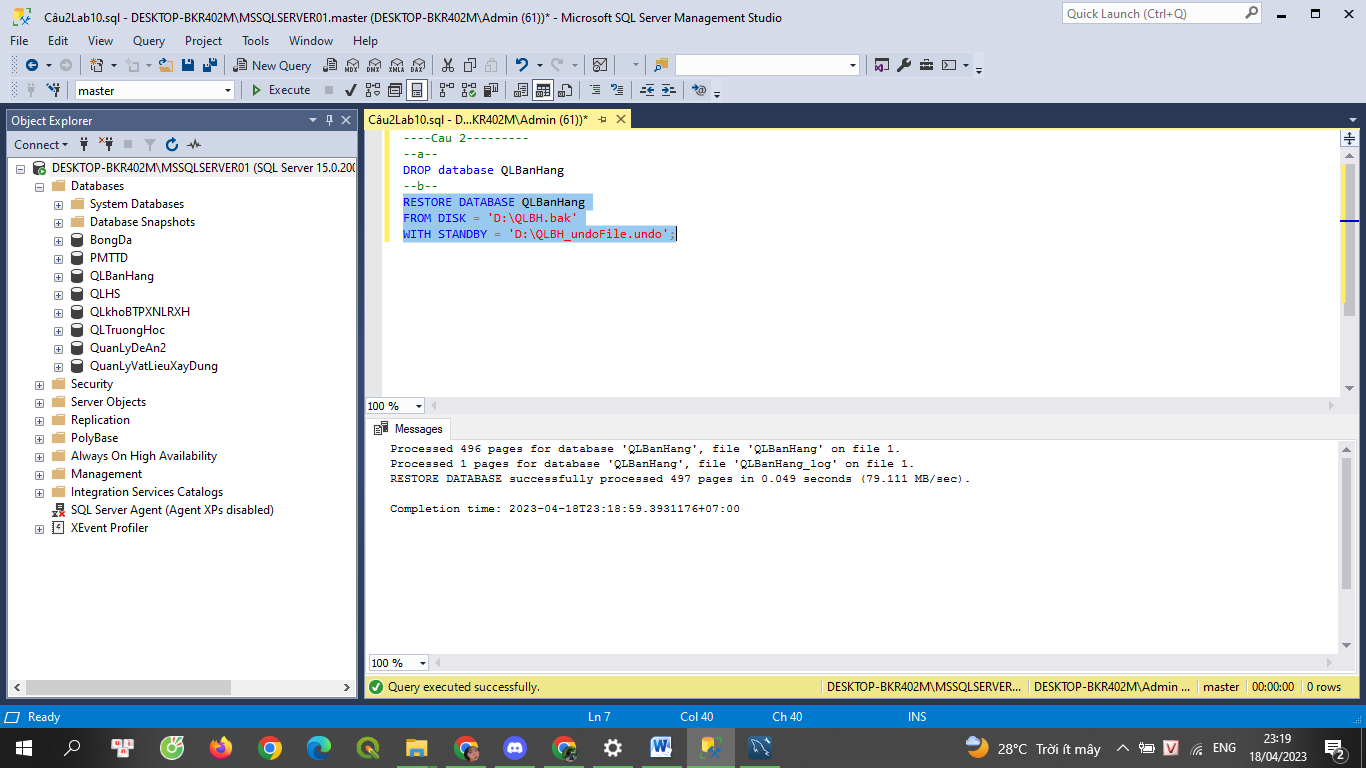 Câu2Lab10.sql - DESKTOP-BKR402M\MSSQLSERVER01.master (DESKTOP-BKR402M\Admin (61))* - Microsoft SQL Server Management Studio
Quick Launch (Ctrl+Q)
File Edit View Query Project Tools Window Help
New Query
MDX DMX XMLA DAX
master
Execute
Object Explorer
Câu2Lab10.sql - D...KR402M\Admin (61))*
Connect
DESKTOP-BKR402M\MSSQLSERVER01 (SQL Server 15.0.200
Databases
System Databases
Database Snapshots
BongDa
PMTTD
QLBanHang
QLHS
QLkhoBTPXNLRXH
QLTruongHoc
QuanLyDeAn2
QuanLyVatLieuXayDung
Security
Server Objects
Replication
PolyBase
Always On High Availability
Management
Integration Services Catalogs
SQL Server Agent (Agent XPs disabled)
XEvent Profiler
----Cau 2---------
--a--
DROP database QLBanHang
--b--
RESTORE DATABASE QLBanHang
FROM DISK = 'D:\QLBH.bak'
WITH STANDBY = 'D:\QLBH_undoFile.undo';
100 %
Messages
Processed 496 pages for database 'QLBanHang', file 'QLBanHang' on file 1.
Processed 1 pages for database 'QLBanHang', file 'QLBanHang_log' on file 1.
RESTORE DATABASE successfully processed 497 pages in 0.049 seconds (79.111 MB/sec).
Completion time: 2023-04-18T23:18:59.3931176+07:00
100 %
Query executed successfully.
DESKTOP-BKR402M\MSSQLSERVER... DESKTOP-BKR402M\Admin ... master 00:00:00 0 rows
Ready Ln 7 Col 40 Ch 40 INS
28°C Trời ít mây
V
ENG
23:19
18/04/2023
2